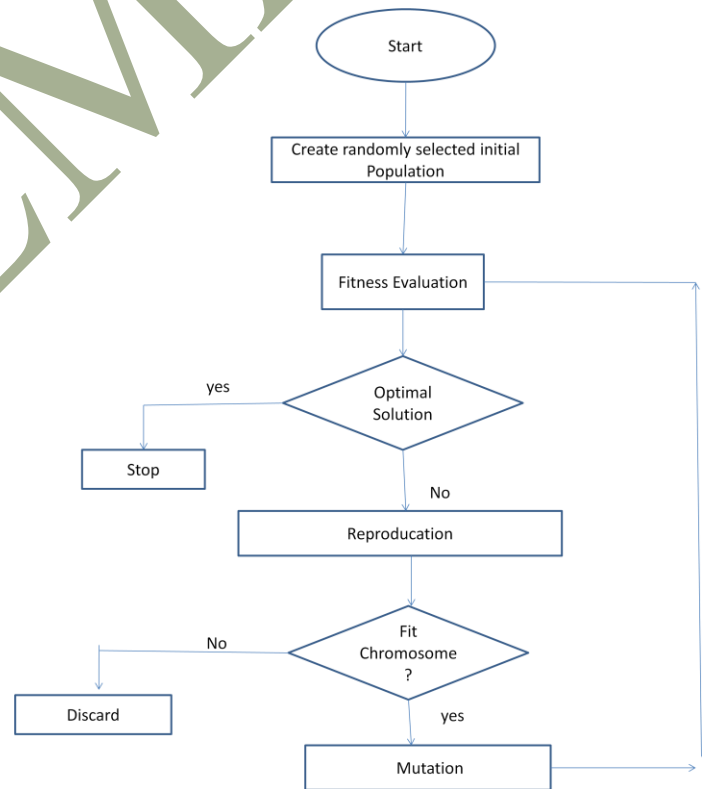 Start
Create randomly selected initial
Population
Fitness Evaluation
yes
Optimal
Solution
Stop
No
Reproducation
No
Fit
Chromosome
?
Discard
yes
Mutation